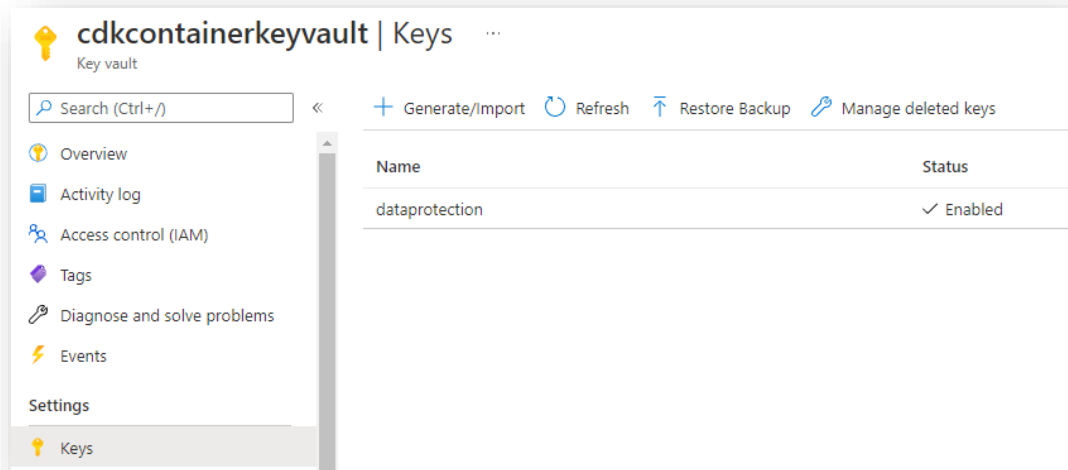 cdkcontainerkeyvault | Keys ...
Key vault
Search (Ctrl+/)
«
Generate/Import
Refresh
Restore Backup
Manage deleted keys
Overview
Activity log
Access control (IAM)
Tags
Diagnose and solve problems
Events
Settings
Keys
Name
Status
dataprotection
Enabled